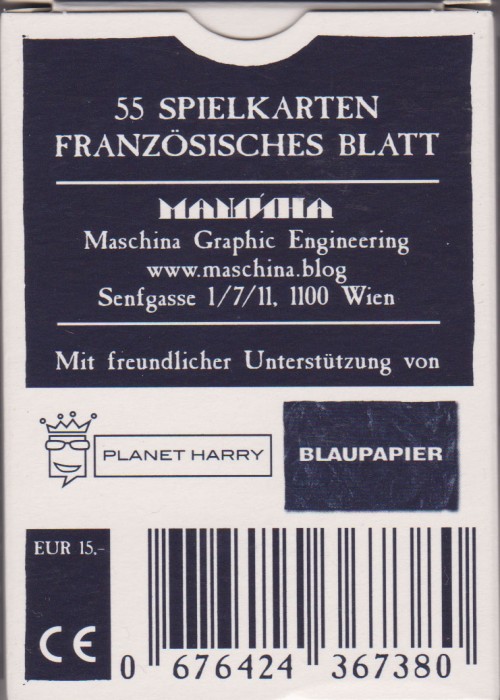 55 SPIELKARTEN
FRANZÖSISCHES BLATT
MASCHINA
Maschina Graphic Engineering
www.maschina.blog
Senfgasse 1/7/11, 1100 Wien
Mit freundlicher Unterstützung von
PLANET HARRY
BLAUPAPIER
EUR 15,-
CE
0 676424 367380